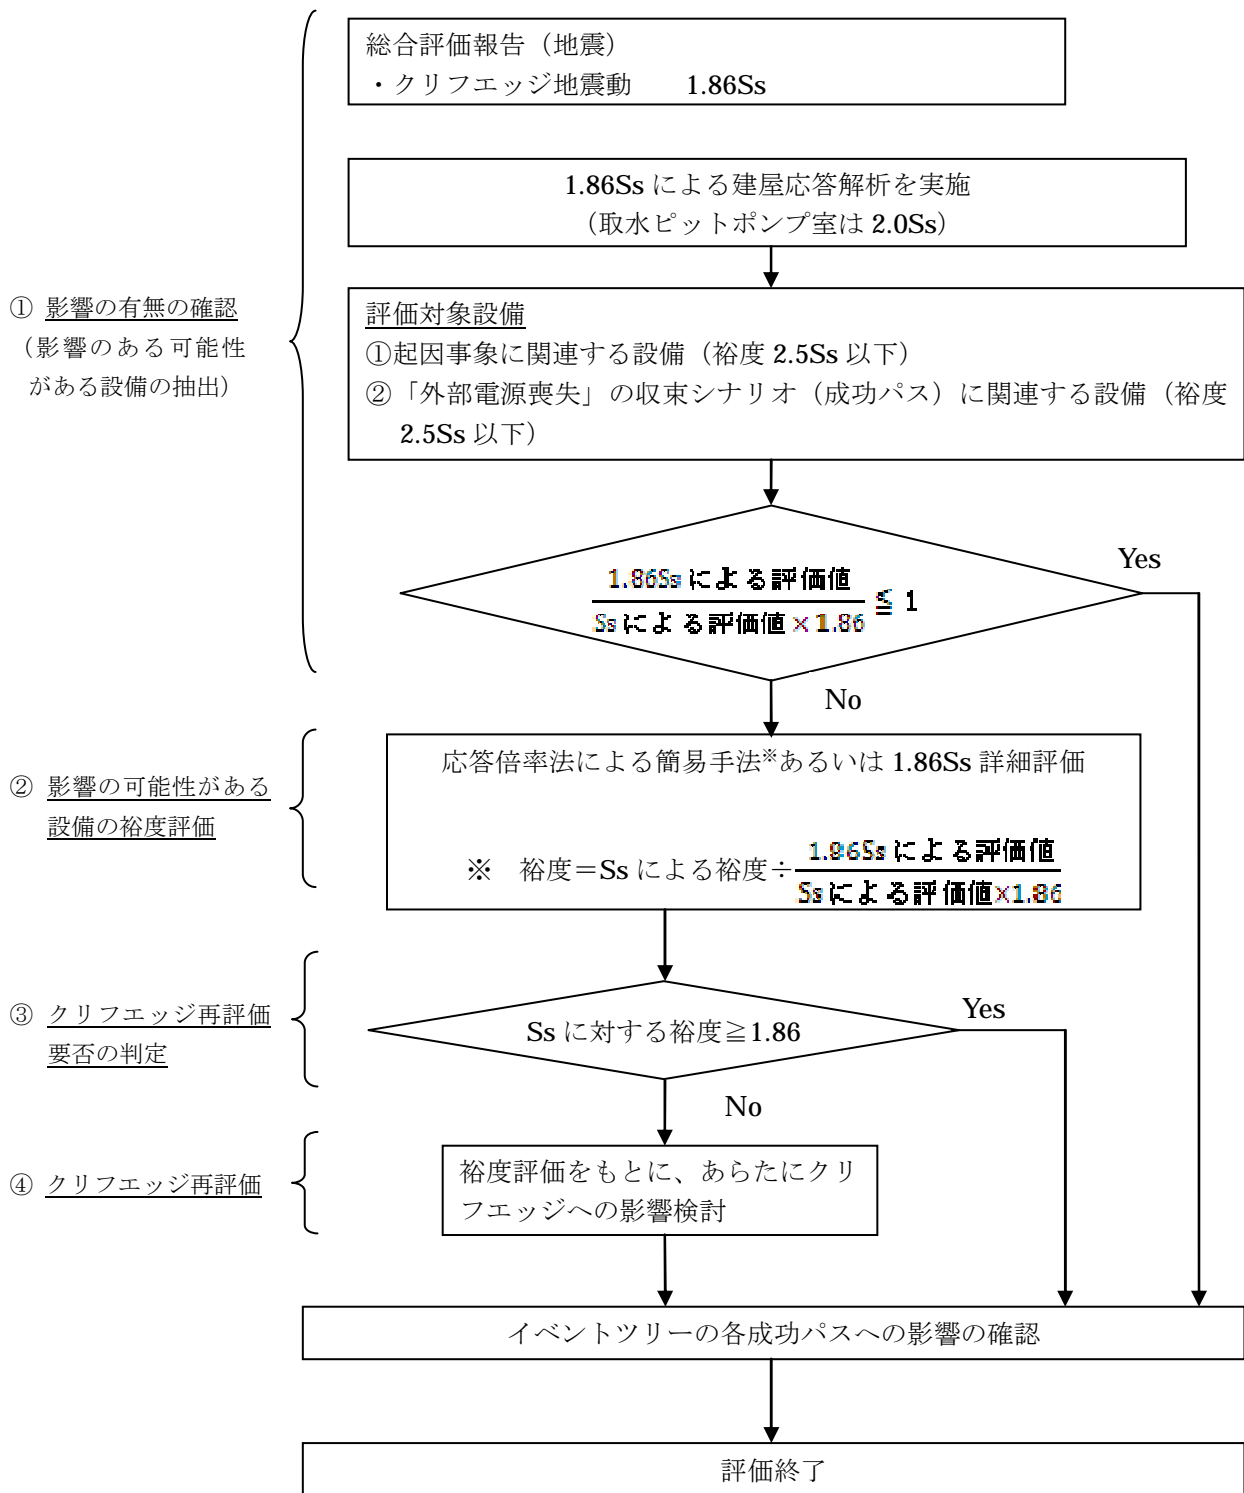 総合評価報告（地震）
・クリフエッジ地震動　　1.86Ss
1.86Ss による建屋応答解析を実施
（取水ピットポンプ室は 2.0Ss）
① 影響の有無の確認
（影響のある可能性
がある設備の抽出）
評価対象設備
①起因事象に関連する設備（裕度 2.5Ss 以下）
②「外部電源喪失」の収束シナリオ（成功パス）に関連する設備（裕度
2.5Ss 以下）
1.86Ss による評価値
Ss による評価値 × 1.86
≦ 1
Yes
No
② 影響の可能性がある
設備の裕度評価
応答倍率法による簡易手法※あるいは 1.86Ss 詳細評価
※　裕度＝Ss による裕度÷
1.86Ss による評価値
Ss による評価値×1.86
③ クリフエッジ再評価
要否の判定
Ss に対する裕度≧1.86
Yes
No
④ クリフエッジ再評価
裕度評価をもとに、あらたにクリ
フエッジへの影響検討
イベントツリーの各成功パスへの影響の確認
評価終了